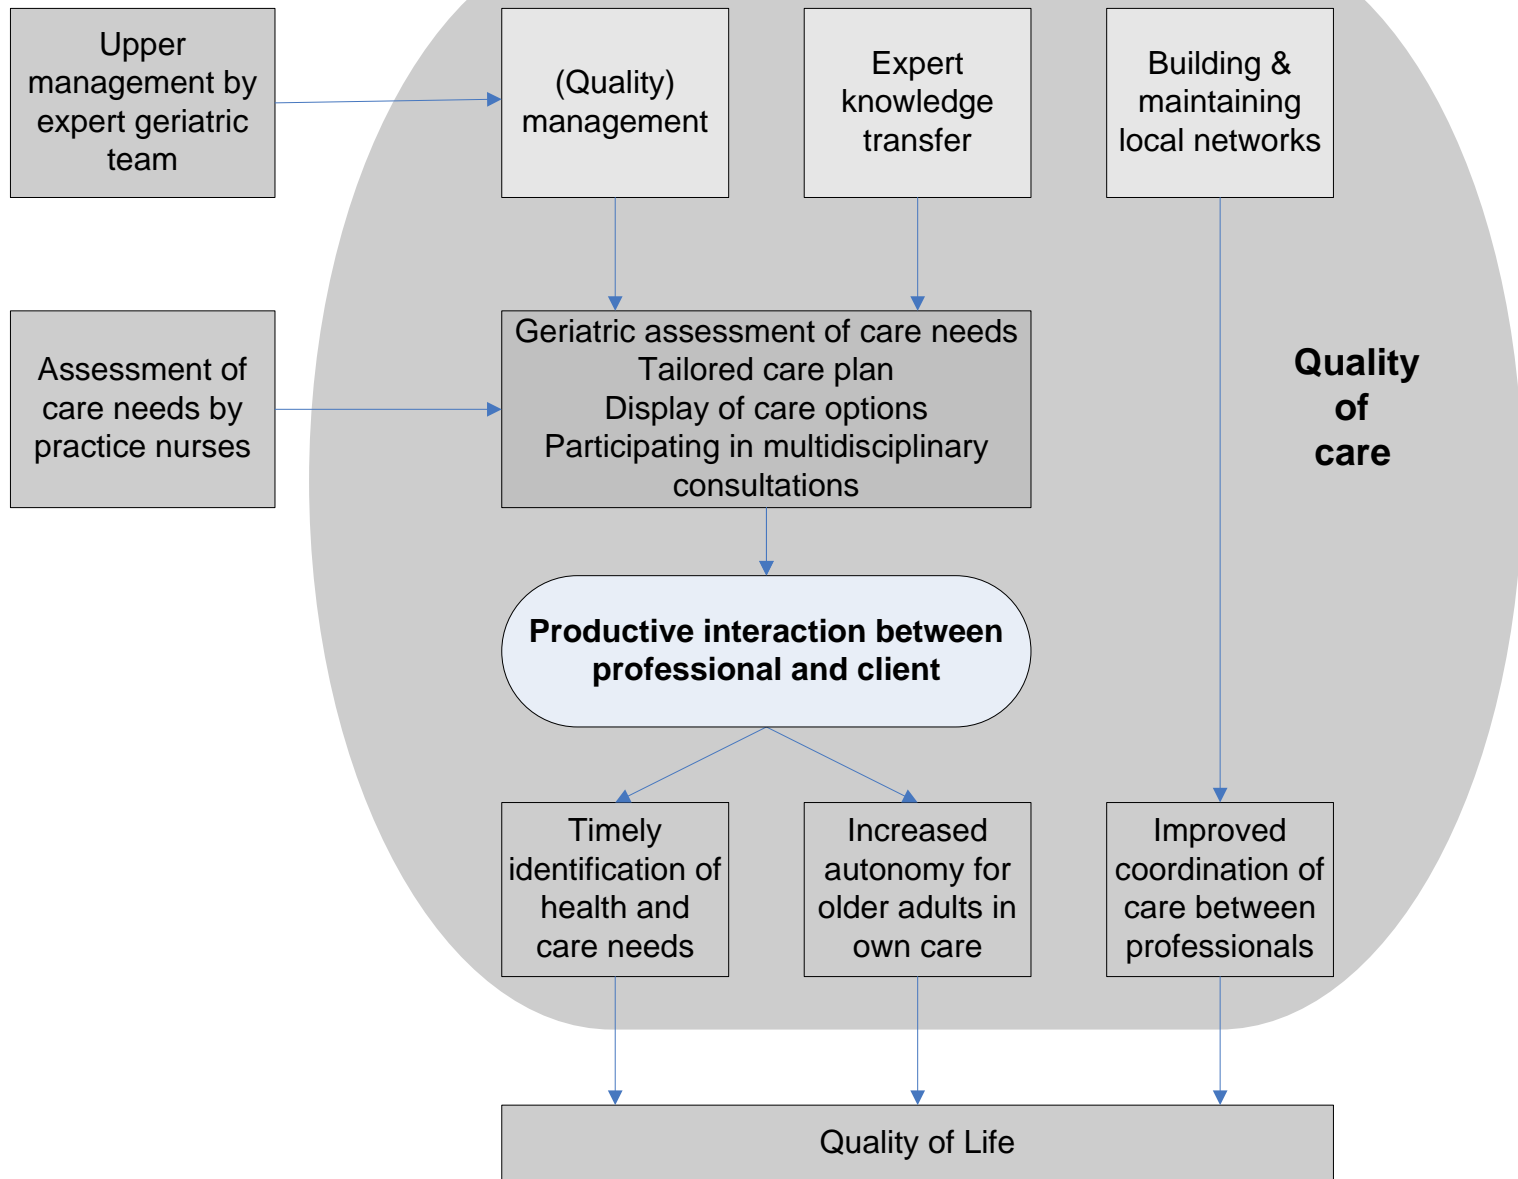 Upper
management by
expert geriatric
team
(Quality)
management
Expert
knowledge
transfer
Building &
maintaining
local networks
Assessment of
care needs by
practice nurses
Geriatric assessment of care needs
Tailored care plan
Display of care options
Participating in multidisciplinary
consultations
Quality
of
care
Productive interaction between
professional and client
Timely
identification of
health and
care needs
Increased
autonomy for
older adults in
own care
Improved
coordination of
care between
professionals
Quality of Life